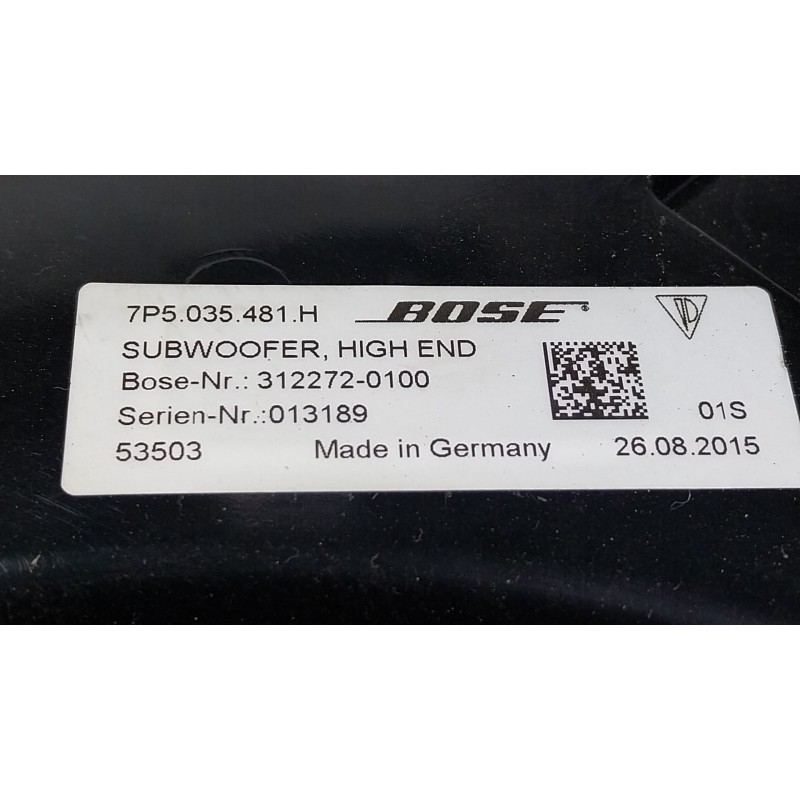 7P5.035.481.H BOSE®
SUBWOOFER, HIGH END
Bose-Nr.: 312272-0100
Serien-Nr.:013189 01S
53503 Made in Germany 26.08.2015